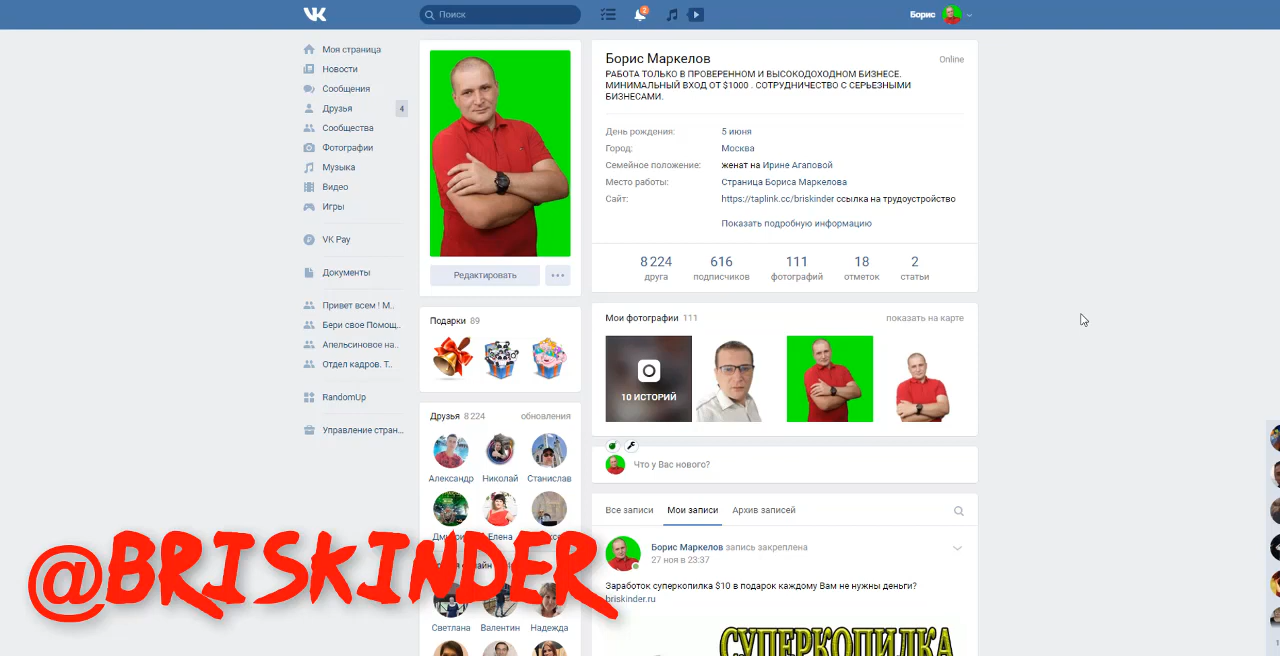 VK
Поиск
2
Борис
Моя страница
Новости
Сообщения
Друзья
4
Сообщества
Фотографии
Музыка
Видео
Игры
VK Pay
Документы
Привет всем ! М..
Бери свое Помощ..
Апельсиновое на..
Отдел кадров. Т..
RandomUp
Управление стран...
Редактировать
Подарки 89
Друзья 8 224
обновления
Александр
Николай
Станислав
Елена
Светлана
Валентин
Надежда
Борис Маркелов
Online
РАБОТА ТОЛЬКО В ПРОВЕРЕННОМ И ВЫСОКОДОХОДНОМ БИЗНЕСЕ.
МИНИМАЛЬНЫЙ ВХОД ОТ $1000 . СОТРУДНИЧЕСТВО С СЕРЬЕЗНЫМИ
БИЗНЕСАМИ.
День рождения: 5 июня
Город: Москва
Семейное положение: женат на Ирине Агаповой
Место работы: Страница Бориса Маркелова
Сайт: https://taplink.cc/briskinder ссылка на трудоустройство
Показать подробную информацию
8 224 616 111 18 2
друга подписчиков фотографий отметок статьи
Мои фотографии 111
показать на карте
10 ИСТОРИЙ
Что у Вас нового?
Все записи Мои записи Архив записей
Борис Маркелов запись закреплена
27 ноя в 23:37
Заработок суперкопилка $10 в подарок каждому Вам не нужны деньги?
briskinder.ru
СУПЕРКОПИЛКА
@BRISKINDER